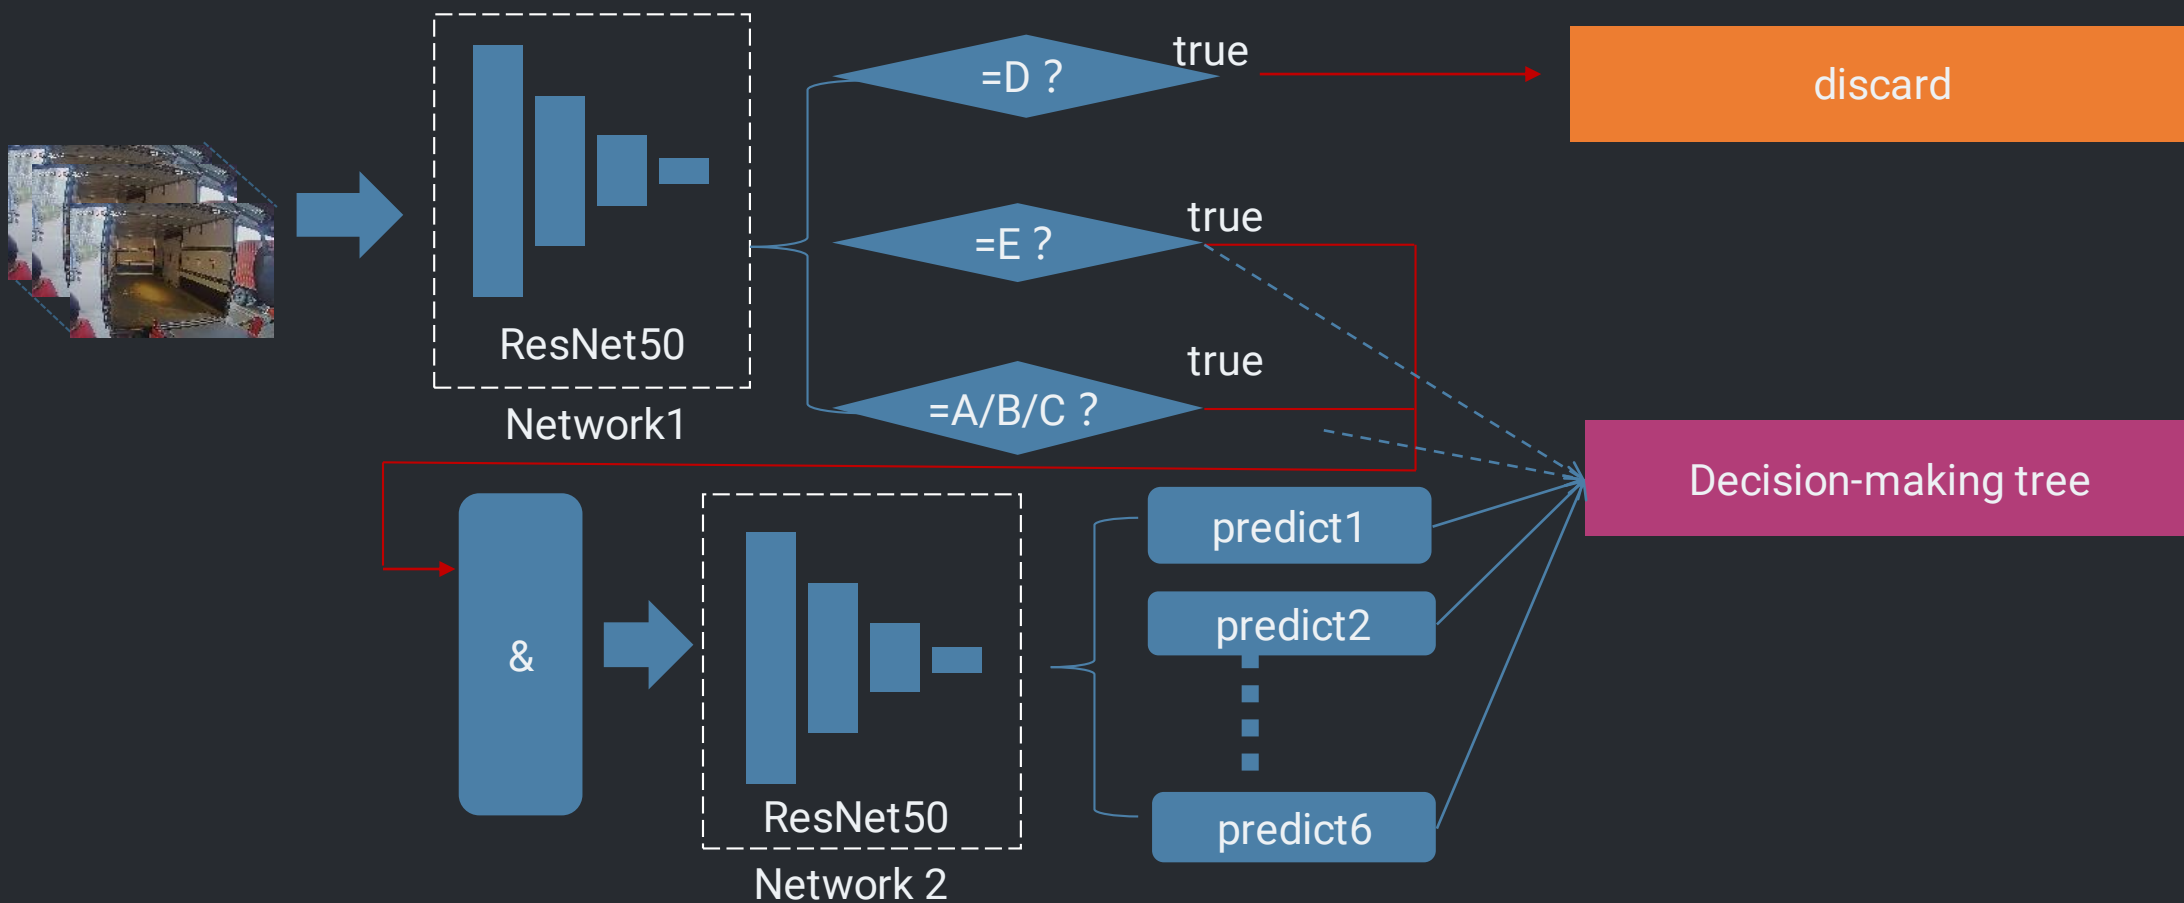 =D ?
true
discard
=E ?
true
ResNet50
true
=A/B/C ?
Network1
Decision-making tree
predict1
predict2
&
ResNet50
predict6
Network 2